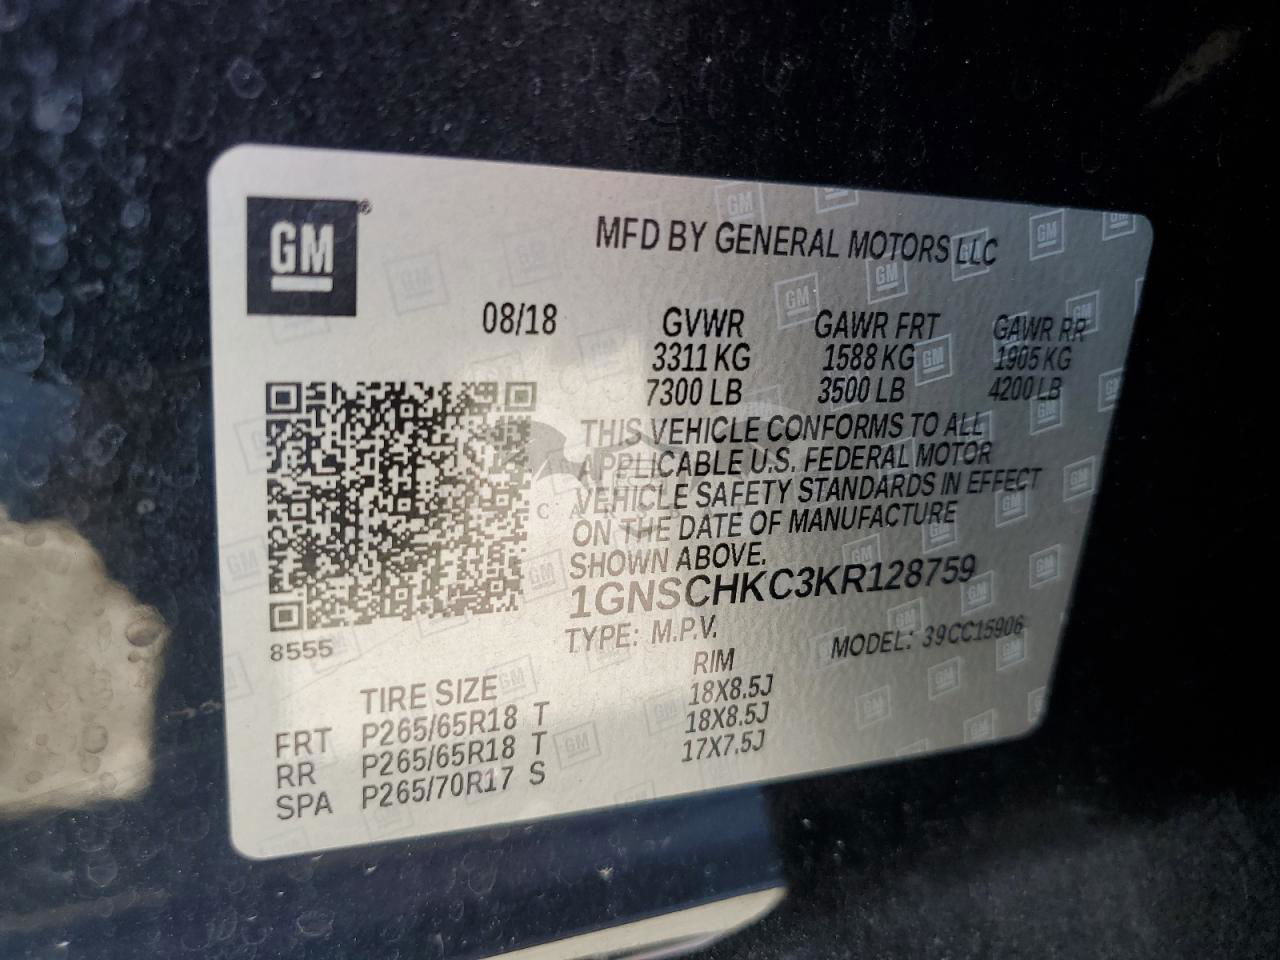 GM
MFD BY GENERAL MOTORS LLC
08/18 GVWR GAWR FRT GAWR RR
3311 KG 1588 KG 1905 KG
7300 LB 3500 LB 4200 LB
THIS VEHICLE CONFORMS TO ALL
APPLICABLE U.S. FEDERAL MOTOR
VEHICLE SAFETY STANDARDS IN EFFECT
ON THE DATE OF MANUFACTURE
SHOWN ABOVE.
1GNSCHKC3KR128759
TYPE: M.P.V. MODEL: 39CC15906
8555
TIRE SIZE RIM
FRT P265/65R18 T 18X8.5J
RR P265/65R18 T 18X8.5J
SPA P265/70R17 S 17X7.5J